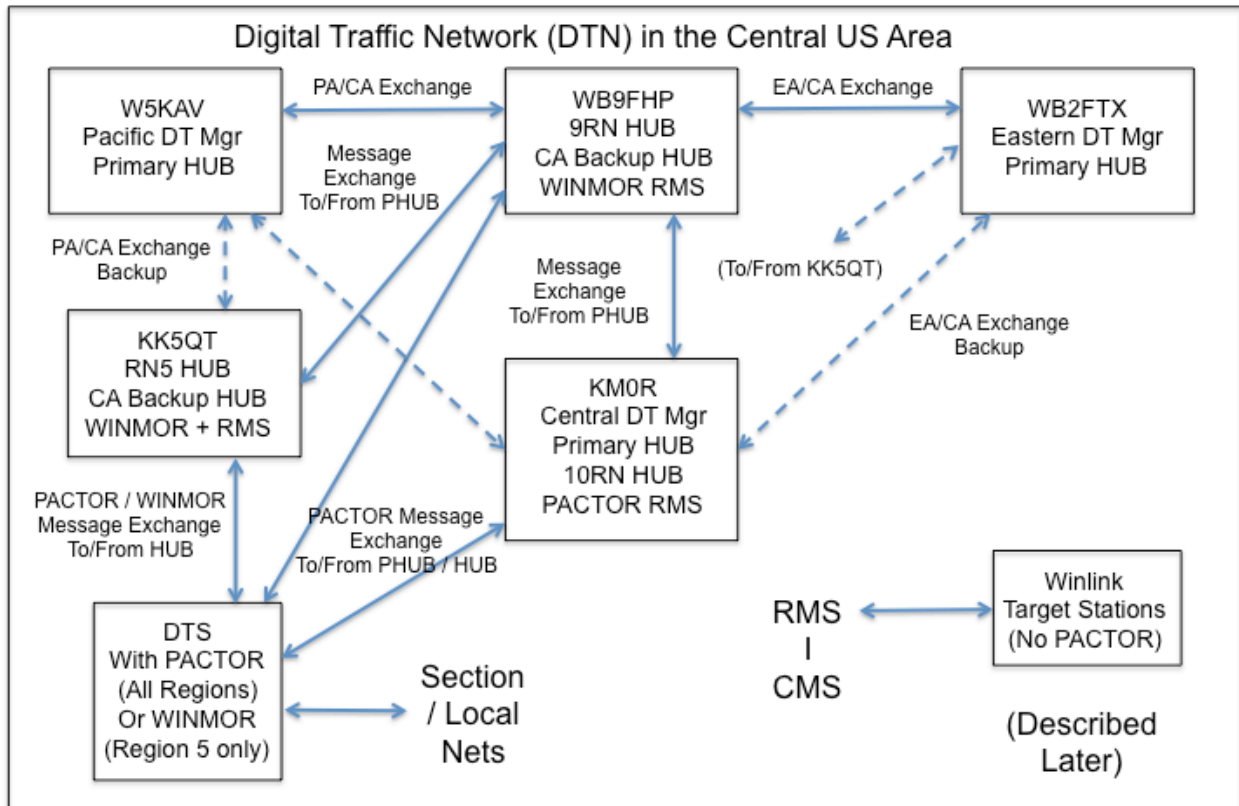 Digital Traffic Network (DTN) in the Central US Area
W5KAV
Pacific DT Mgr
Primary HUB
PA/CA Exchange
WB9FHP
9RN HUB
CA Backup HUB
WINMOR RMS
EA/CA Exchange
WB2FTX
Eastern DT Mgr
Primary HUB
Message
Exchange
To/From PHUB
PA/CA Exchange
Backup
Message
Exchange
To/From PHUB
(To/From KK5QT)
EA/CA Exchange
Backup
KK5QT
RN5 HUB
CA Backup HUB
WINMOR + RMS
KM0R
Central DT Mgr
Primary HUB
10RN HUB
PACTOR RMS
PACTOR / WINMOR
Message Exchange
To/From HUB
PACTOR Message
Exchange
To/From PHUB / HUB
DTS
With PACTOR
(All Regions)
Or WINMOR
(Region 5 only)
Section
/ Local
Nets
RMS
I
CMS
Winlink
Target Stations
(No PACTOR)
(Described
Later)